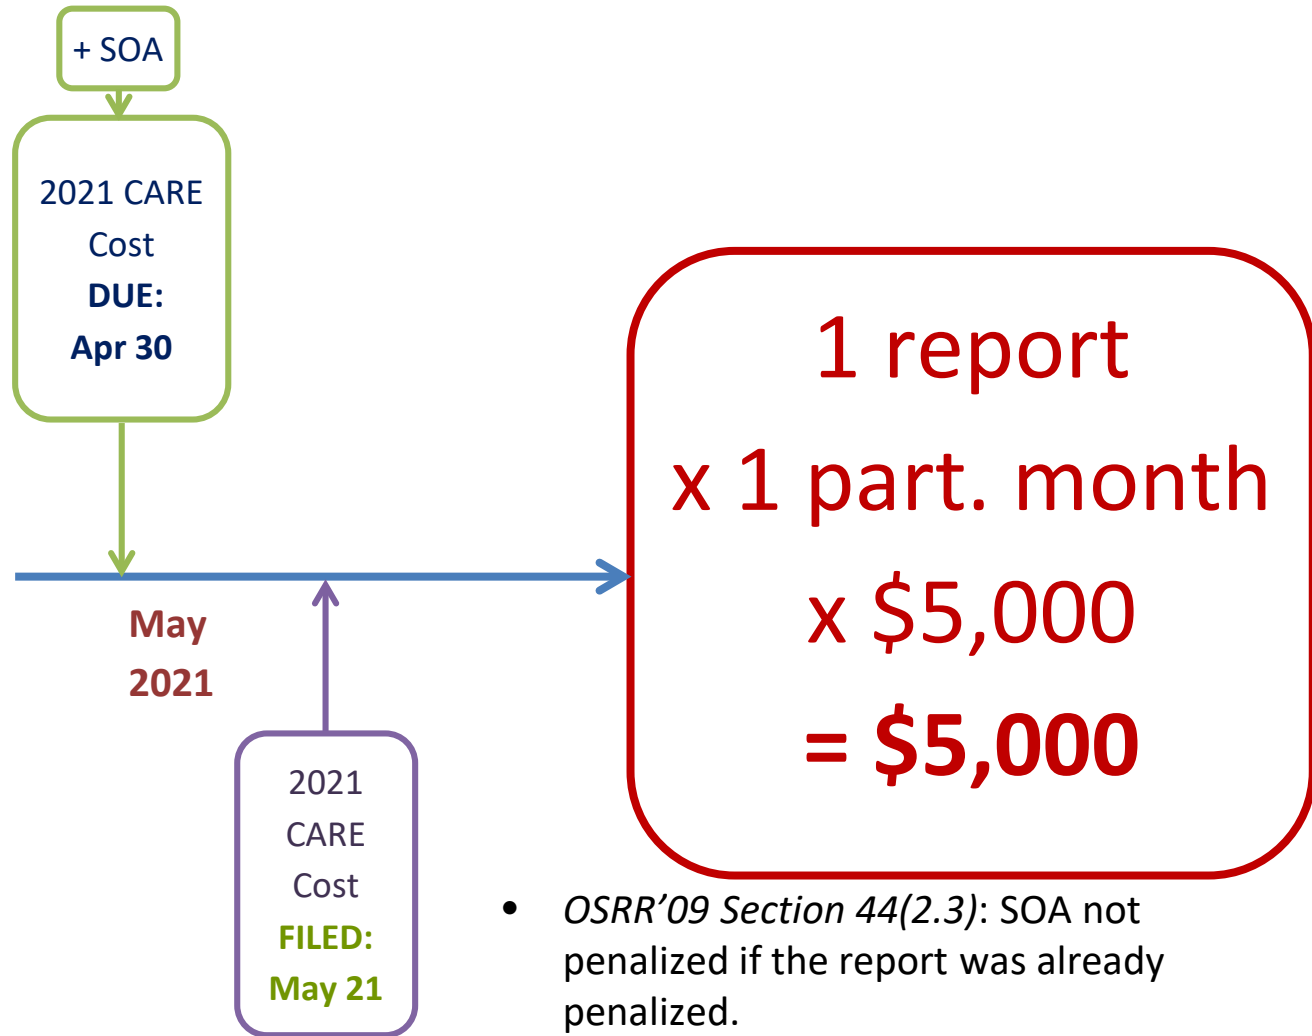 + SOA
2021 CARE
Cost
DUE:
Apr 30
May
2021
2021
CARE
Cost
FILED:
May 21
1 report
x 1 part. month
x $5,000
= $5,000
• OSRR’09 Section 44(2.3): SOA not
penalized if the report was already
penalized.